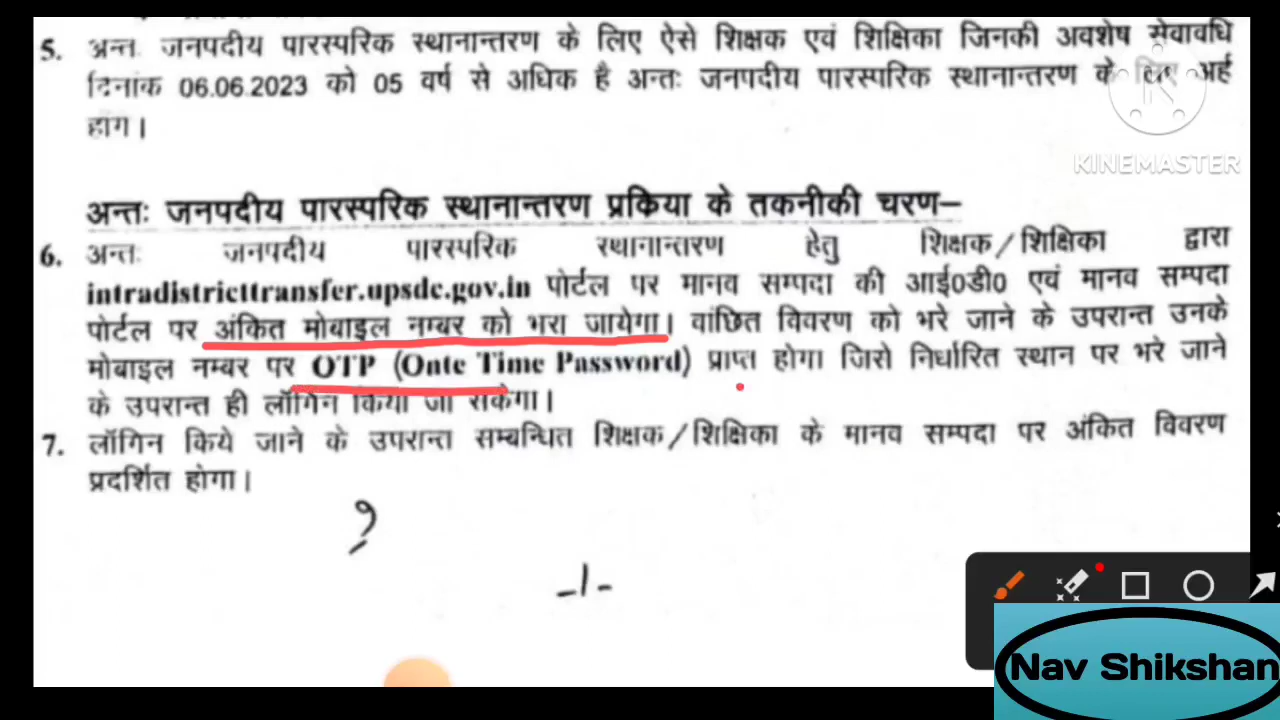 5. अन्तः जनपदीय पारस्परिक स्थानान्तरण के लिए ऐसे शिक्षक एवं शिक्षिका जिनकी अवशेष सेवावधि
दिनांक 06.06.2023 को 05 वर्ष से अधिक है अन्तः जनपदीय पारस्परिक स्थानान्तरण के लिए अर्ह
होंगे।
KINEMASTER
अन्तः जनपदीय पारस्परिक स्थानान्तरण प्रकिया के तकनीकी चरण–
6. अन्तः जनपदीय पारस्परिक स्थानान्तरण हेतु शिक्षक/शिक्षिका द्वारा
intradistricttransfer.upsdc.gov.in पोर्टल पर मानव सम्पदा की आई0डी0 एवं मानव सम्पदा
पोर्टल पर अंकित मोबाइल नम्बर को भरा जायेगा। वांछित विवरण को भरे जाने के उपरान्त उनके
मोबाइल नम्बर पर OTP (Onte Time Password) प्राप्त होगा जिसे निर्धारित स्थान पर भरे जाने
के उपरान्त ही लॉगिन किया जा सकेगा।
7. लॉगिन किये जाने के उपरान्त सम्बन्धित शिक्षक/शिक्षिका के मानव सम्पदा पर अंकित विवरण
प्रदर्शित होगा।
-1-
Nav Shikshan